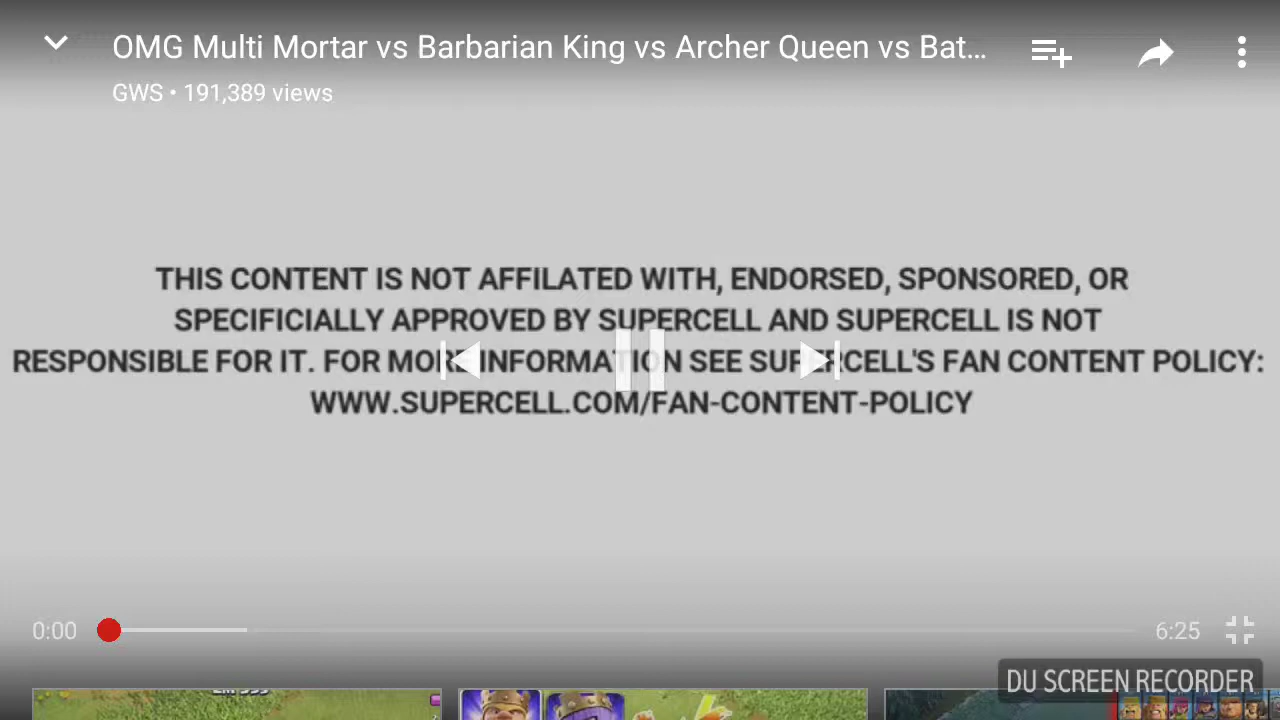 OMG Multi Mortar vs Barbarian King vs Archer Queen vs Bat...
GWS • 191,389 views
THIS CONTENT IS NOT AFFILATED WITH, ENDORSED, SPONSORED, OR
SPECIFICIALLY APPROVED BY SUPERCELL AND SUPERCELL IS NOT
RESPONSIBLE FOR IT. FOR MORE INFORMATION SEE SUPERCELL'S FAN CONTENT POLICY:
WWW.SUPERCELL.COM/FAN-CONTENT-POLICY
0:00
6:25
DU SCREEN RECORDER